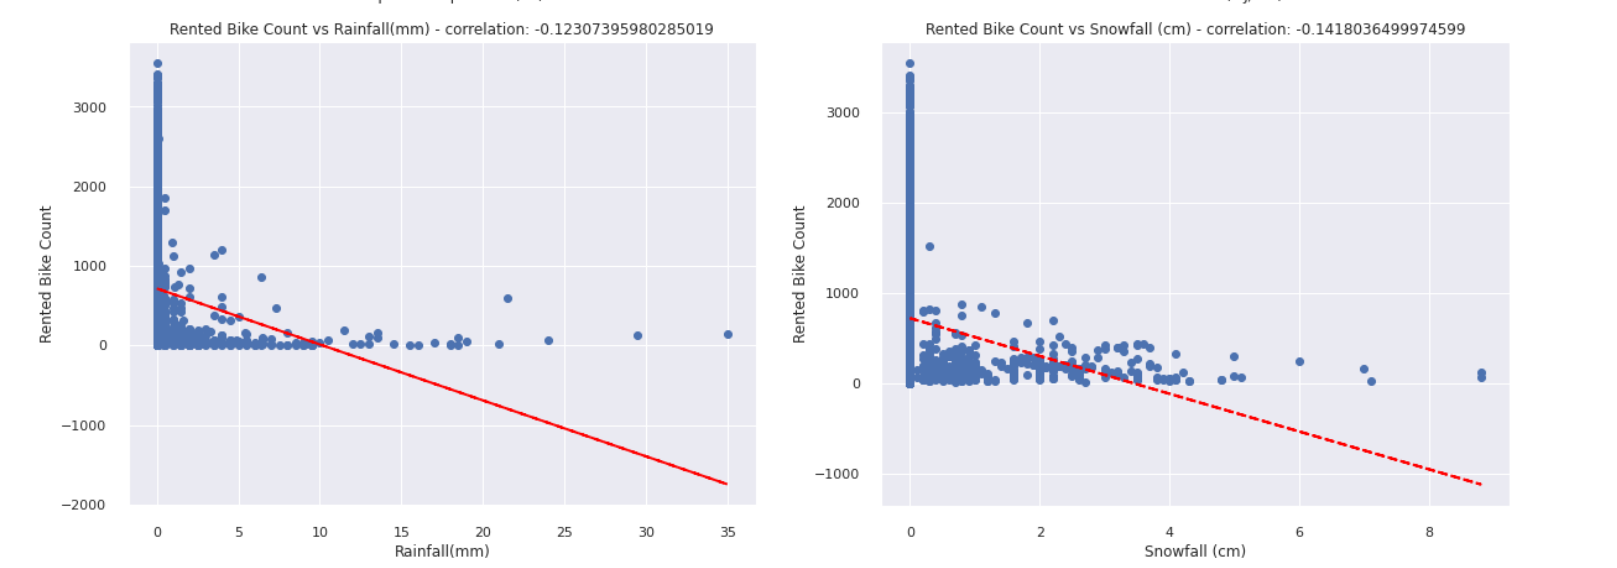 Rented Bike Count vs Rainfall(mm) - correlation: -0.12307395980285019
3000
2000
1000
0
−1000
−2000
Rented Bike Count
0 5 10 15 20 25 30 35
Rainfall(mm)
Rented Bike Count vs Snowfall (cm) - correlation: -0.1418036499974599
3000
2000
1000
0
−1000
Rented Bike Count
0 2 4 6 8
Snowfall (cm)